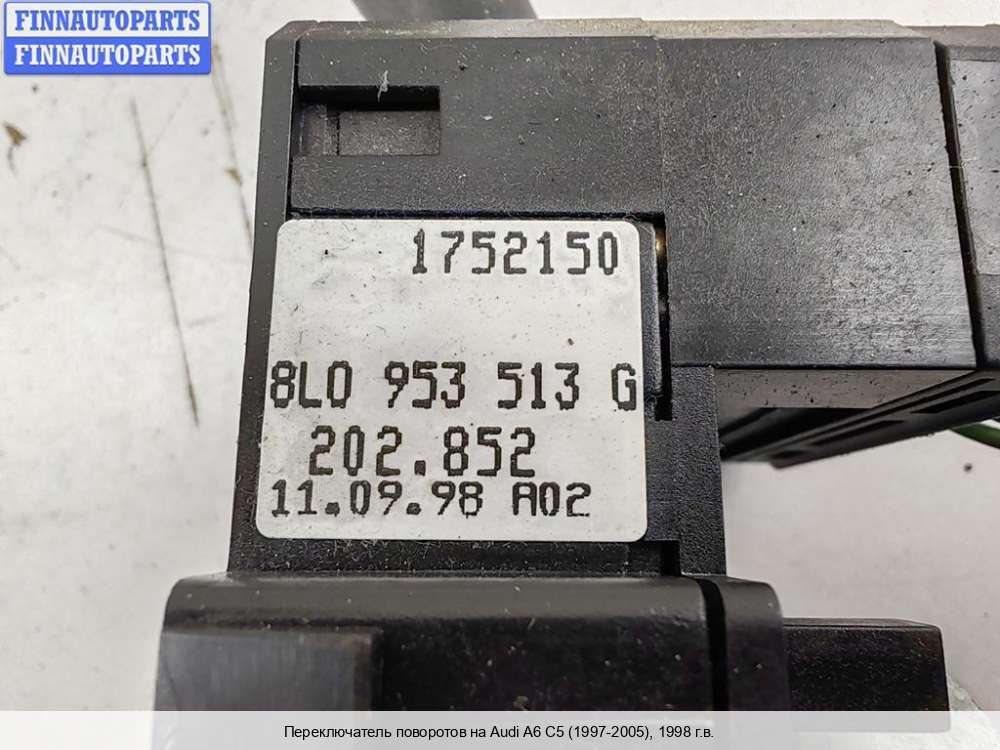 FINNAUTOPARTS
FINNAUTOPARTS
1752150
8L0 953 513 G
202.852
11.09.98 A02
Переключатель поворотов на Audi A6 C5 (1997-2005), 1998 г.в.